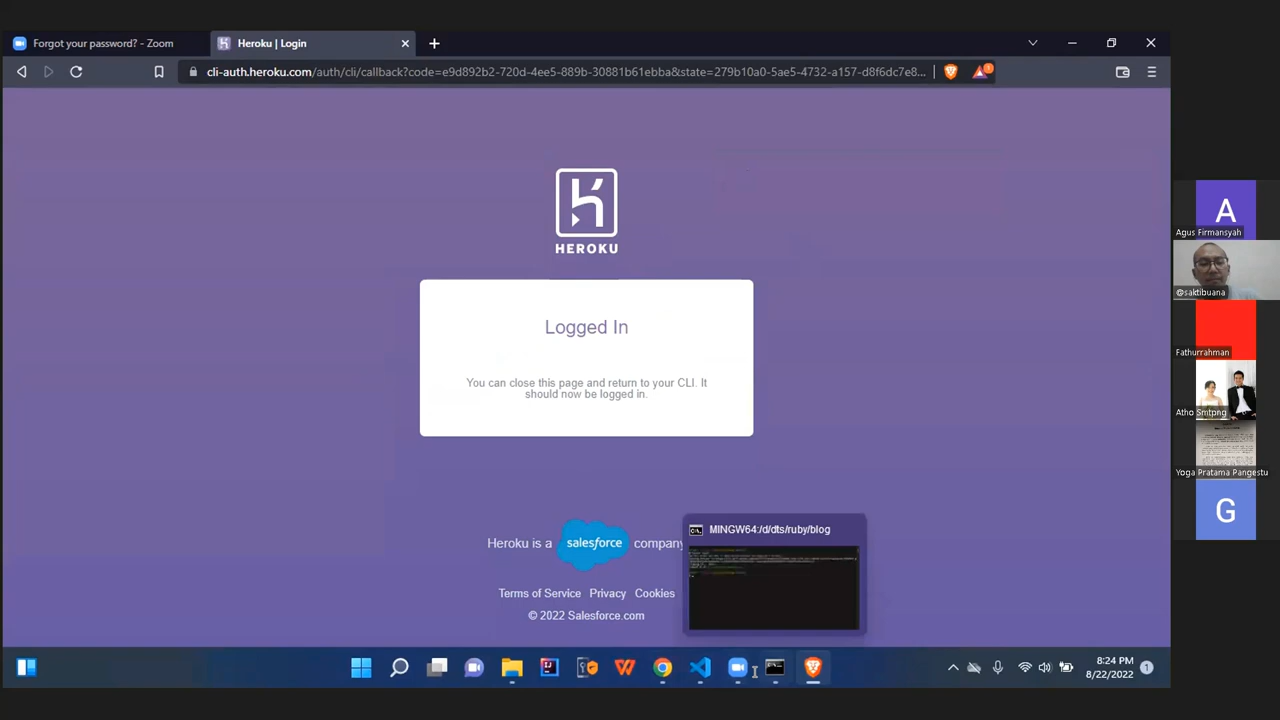 Forgot your password? - Zoom
Heroku | Login
cli-auth.heroku.com/auth/cli/callback?code=e9d892b2-720d-4ee5-889b-30881b61ebba&state=279b10a0-5ae5-4732-a157-d8f6dc7e8...
1
HEROKU
Logged In
You can close this page and return to your CLI. It
should now be logged in.
Heroku is a salesforce company
Terms of Service Privacy Cookies
© 2022 Salesforce.com
MINGW64:/d/dts/ruby/blog
A
Agus Firmansyah
@saktibuana
Fathurrahman
Atho Smtpng
Yoga Pratama Pangestu
G
8:24 PM
8/22/2022
1